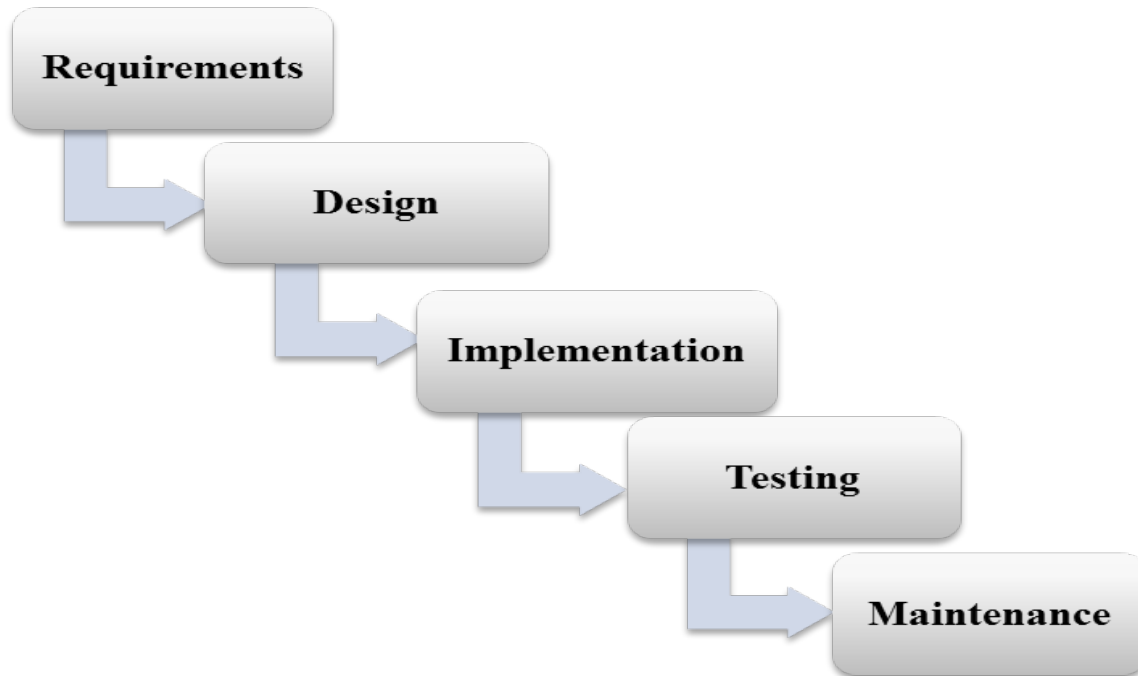 Requirements
Design
Implementation
Testing
Maintenance